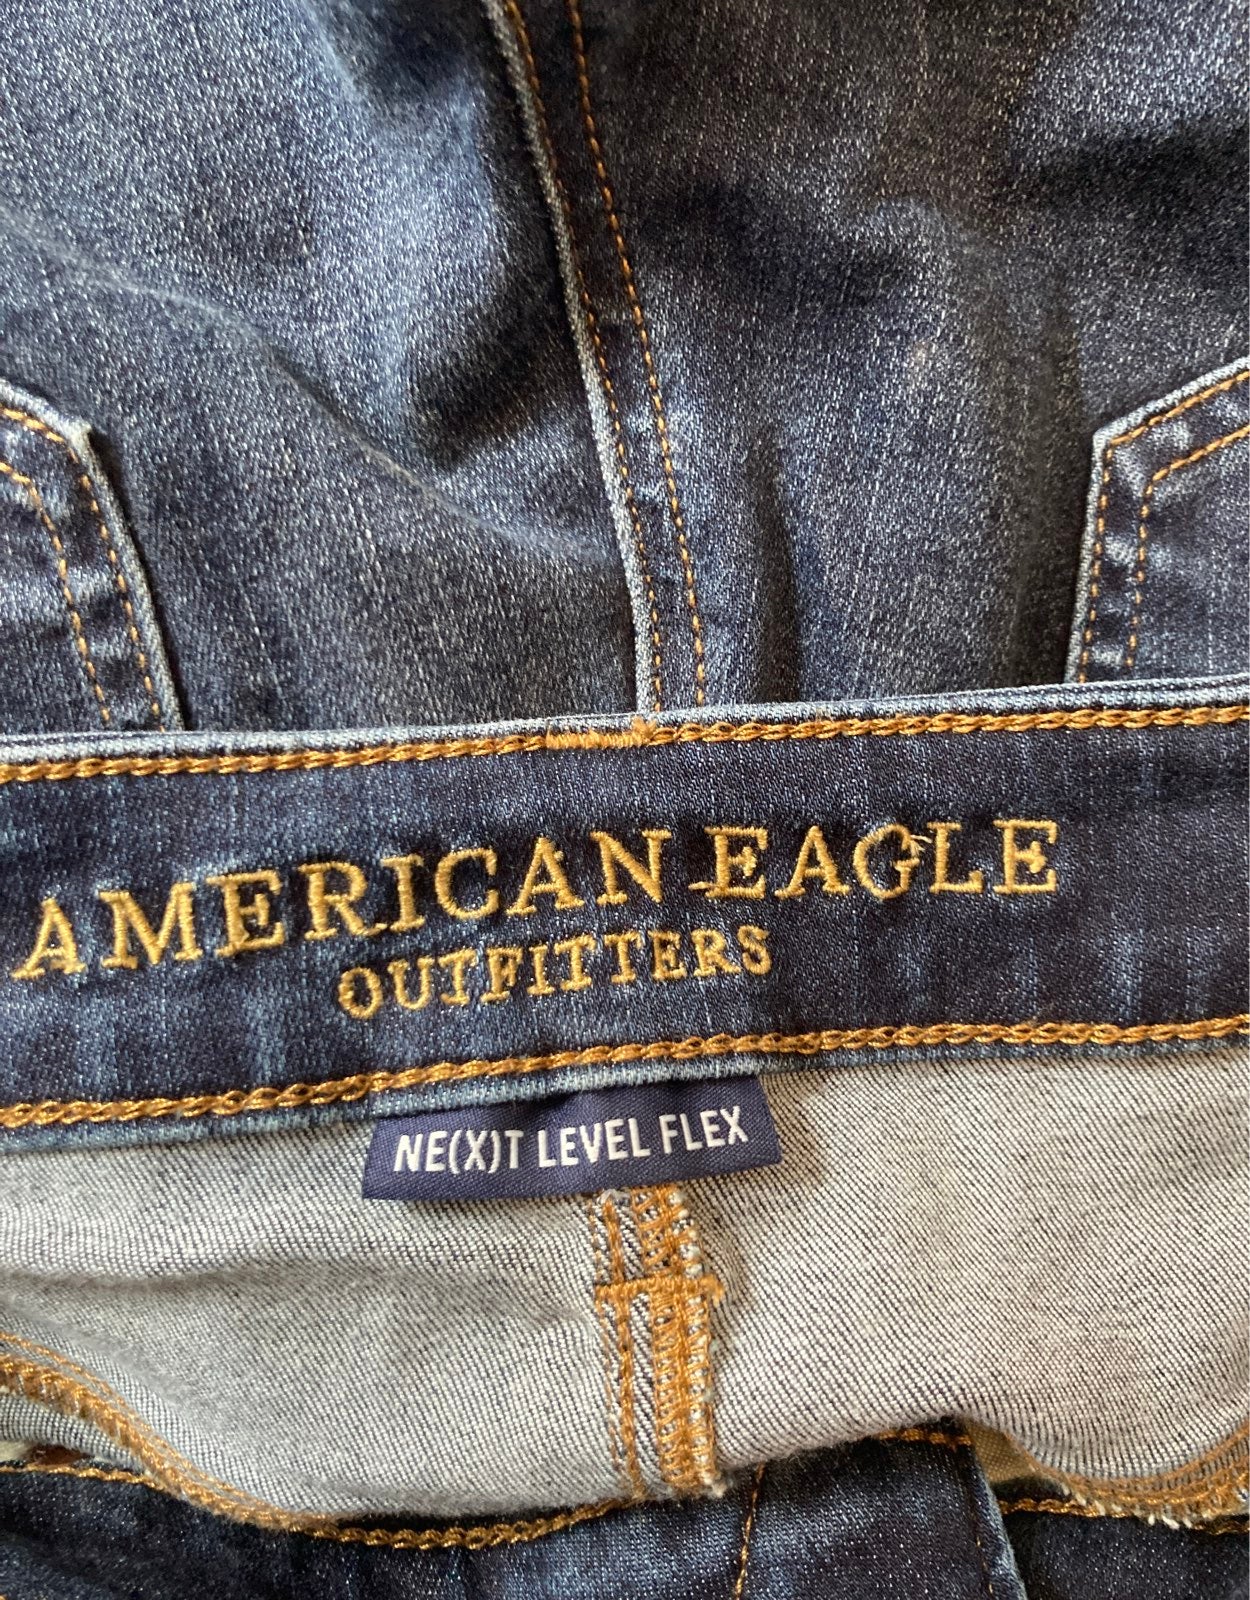 AMERICAN EAGLE
OUTFITTERS
NE(X)T LEVEL FLEX